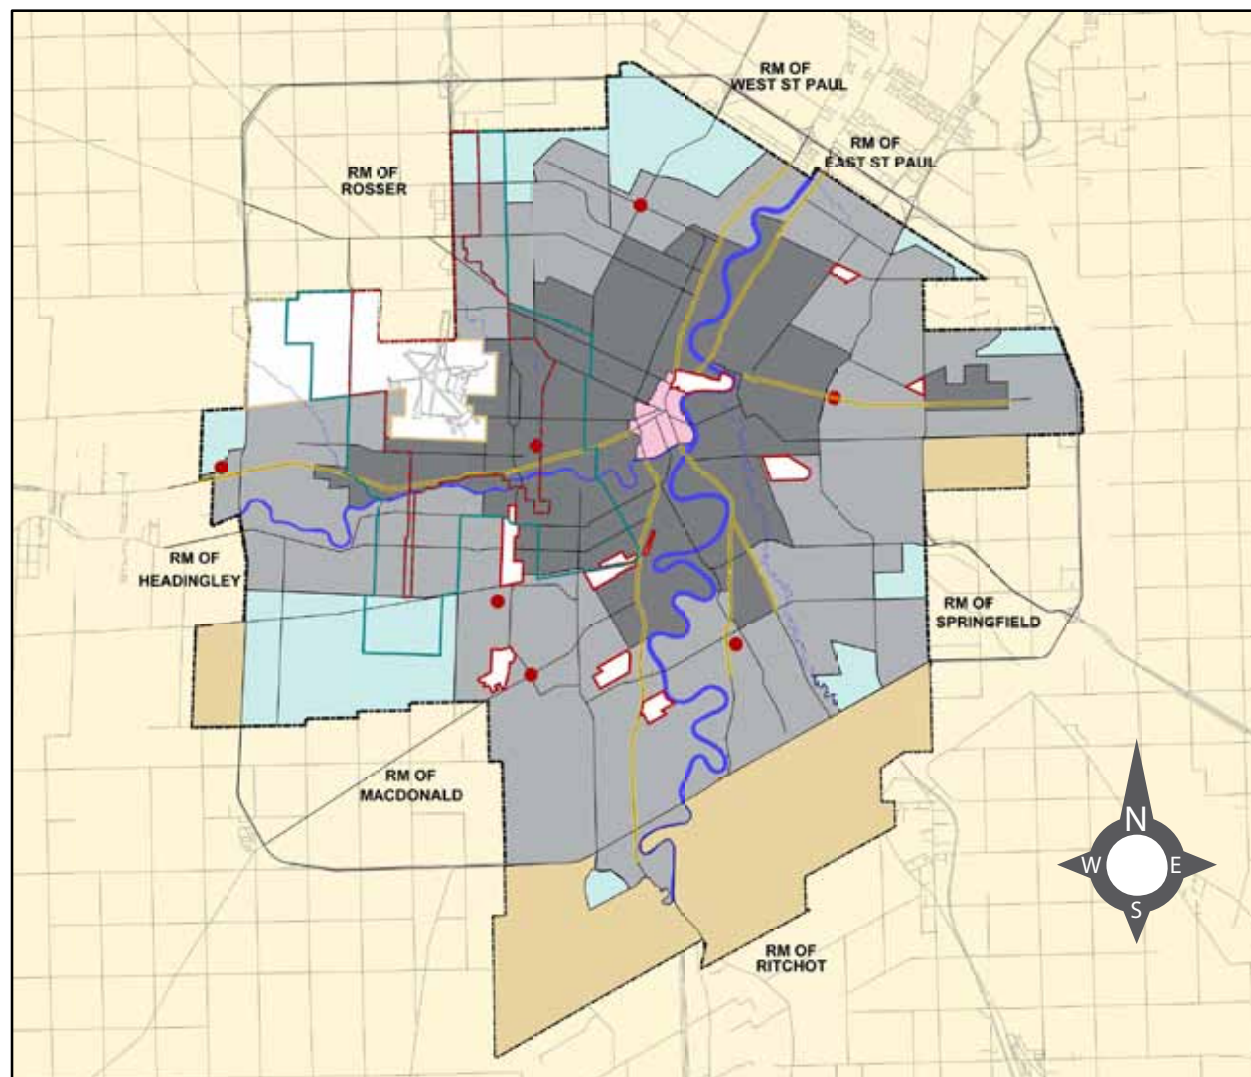 RM OF
WEST ST PAUL
RM OF
EAST ST PAUL
RM OF
ROSSER
RM OF
HEADINGLEY
RM OF
SPRINGFIELD
RM OF
MACDONALD
RM OF
RITCHOT
N
W E
S